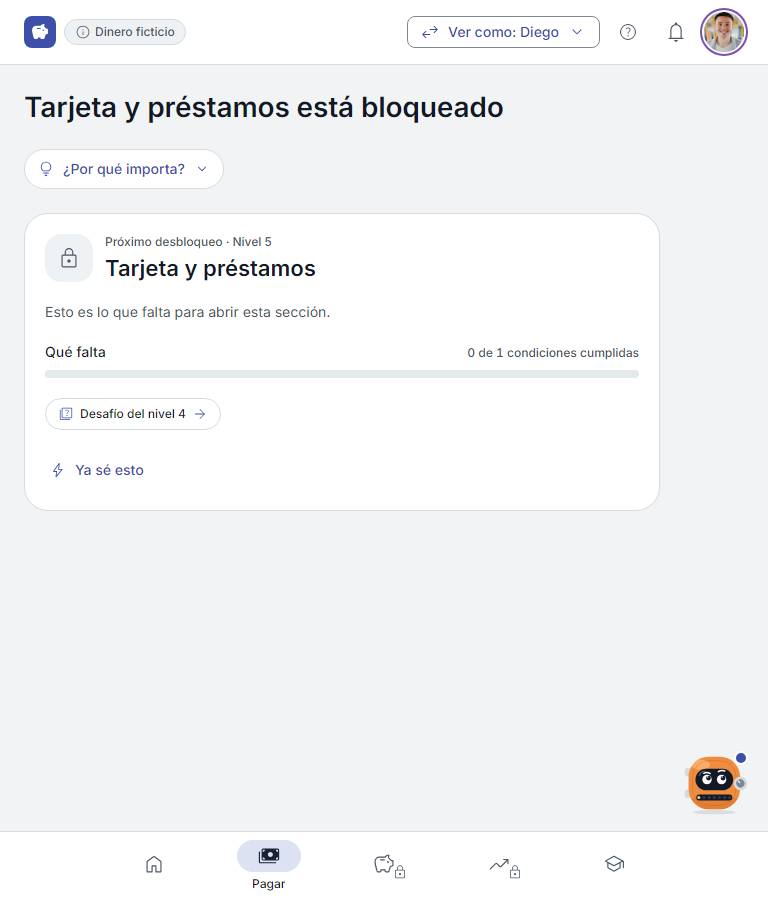 Dinero ficticio
Ver como: Diego
Tarjeta y préstamos está bloqueado
¿Por qué importa?
Próximo desbloqueo · Nivel 5
Tarjeta y préstamos
Esto es lo que falta para abrir esta sección.
Qué falta
0 de 1 condiciones cumplidas
Desafío del nivel 4
Ya sé esto
Pagar